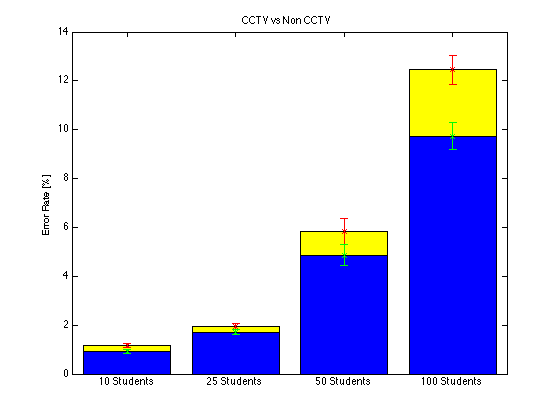 CCTV vs Non CCTV
14
12
10
8
6
4
2
0
Error Rate [%]
10 Students
25 Students
50 Students
100 Students